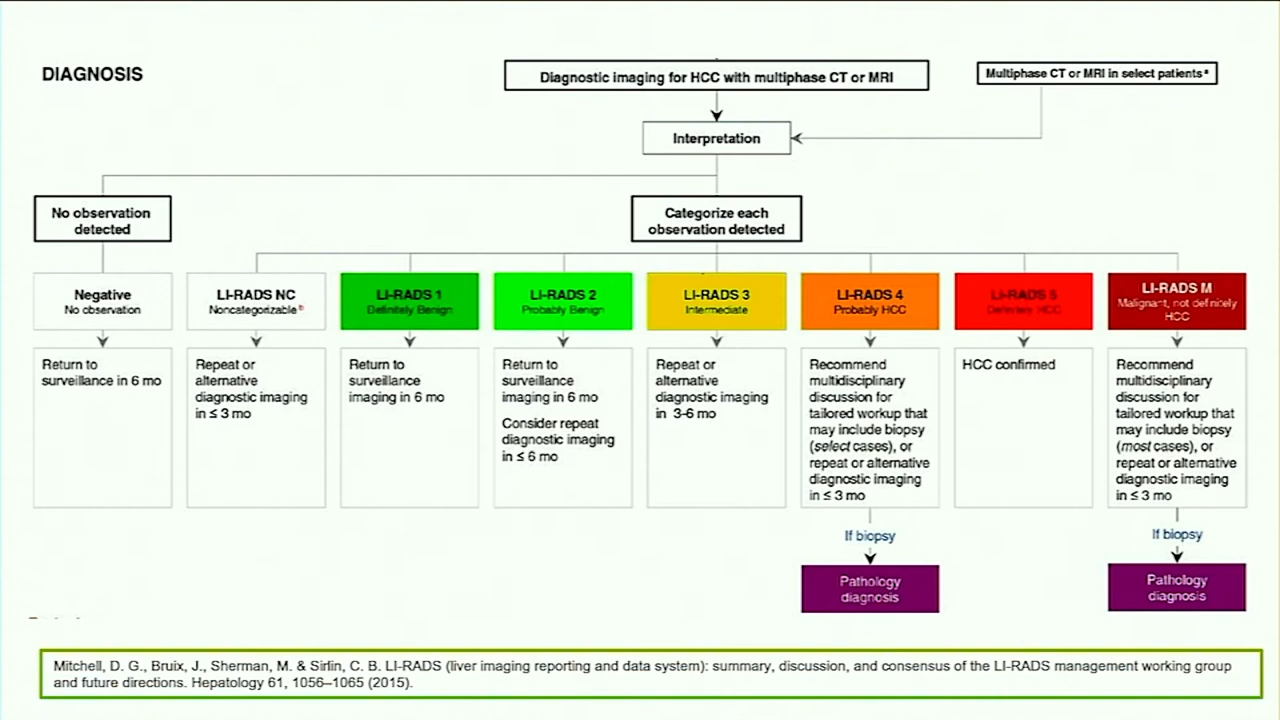 DIAGNOSIS
Diagnostic imaging for HCC with multiphase CT or MRI
Multiphase CT or MRI in select patients a
Interpretation
No observation
detected
Categorize each
observation detected
Negative
No observation
LI-RADS NC
Noncategorizable b
LI-RADS 1
Definitely Benign
LI-RADS 2
Probably Benign
LI-RADS 3
Intermediate
LI-RADS 4
Probably HCC
LI-RADS 5
Definitely HCC
LI-RADS M
Malignant, not definitely
HCC
Return to
surveillance in 6 mo
Repeat or
alternative
diagnostic imaging
in ≤ 3 mo
Return to
surveillance
imaging in 6 mo
Return to
surveillance
imaging in 6 mo
Consider repeat
diagnostic imaging
in ≤ 6 mo
Repeat or
alternative
diagnostic imaging
in 3-6 mo
Recommend
multidisciplinary
discussion for
tailored workup that
may include biopsy
(select cases), or
repeat or alternative
diagnostic imaging
in ≤ 3 mo
HCC confirmed
Recommend
multidisciplinary
discussion for
tailored workup that
may include biopsy
(most cases), or
repeat or alternative
diagnostic imaging
in ≤ 3 mo
If biopsy
If biopsy
Pathology
diagnosis
Pathology
diagnosis
Mitchell, D. G., Bruix, J., Sherman, M. & Sirlin, C. B. LI-RADS (liver imaging reporting and data system): summary, discussion, and consensus of the LI-RADS management working group
and future directions. Hepatology 61, 1056–1065 (2015).